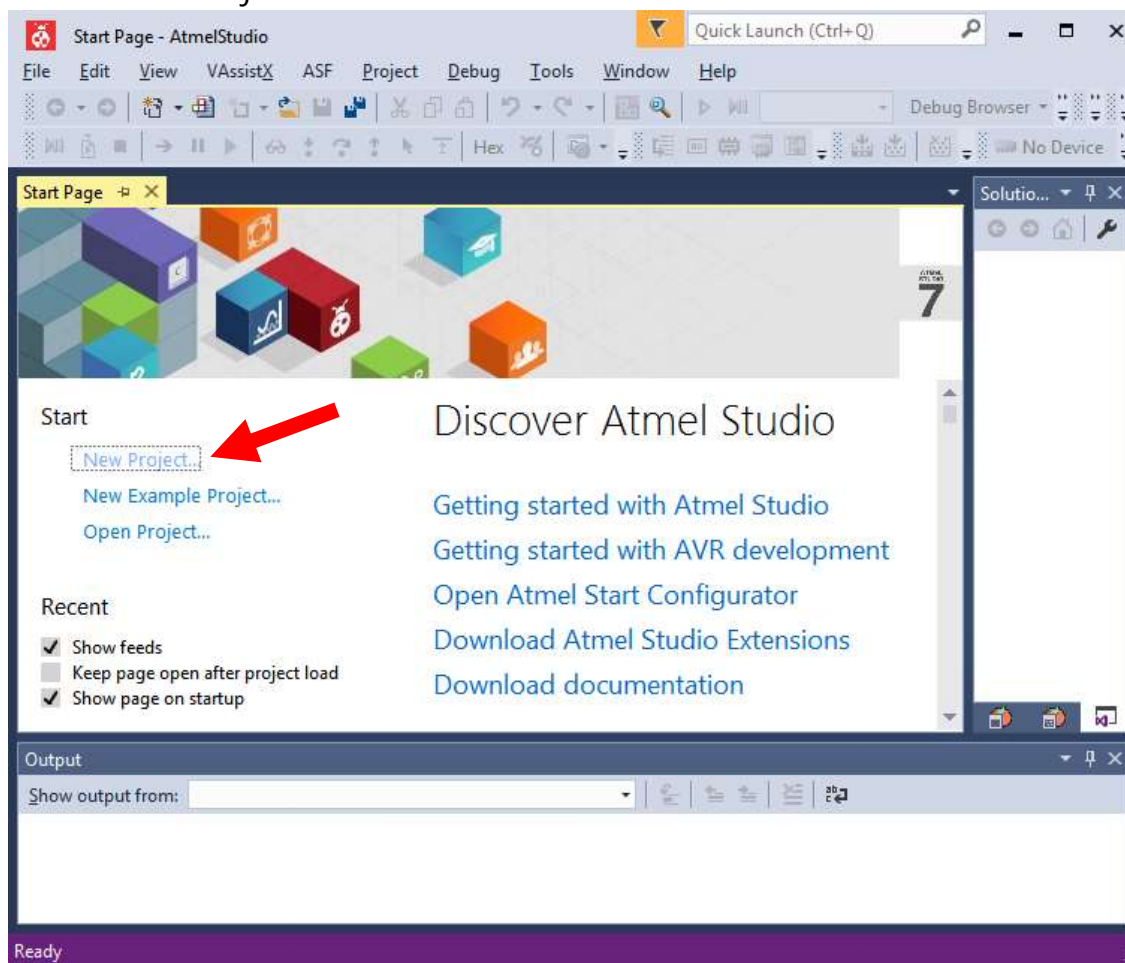 Start Page - AtmelStudio
Quick Launch (Ctrl+Q)
File Edit View VAssistX ASF Project Debug Tools Window Help
Debug Browser
Hex
No Device
Start Page
Solutio...
ATMEL STUDIO
7
Start
New Project...
New Example Project...
Open Project...
Recent
Show feeds
Keep page open after project load
Show page on startup
Discover Atmel Studio
Getting started with Atmel Studio
Getting started with AVR development
Open Atmel Start Configurator
Download Atmel Studio Extensions
Download documentation
Output
Show output from:
Ready